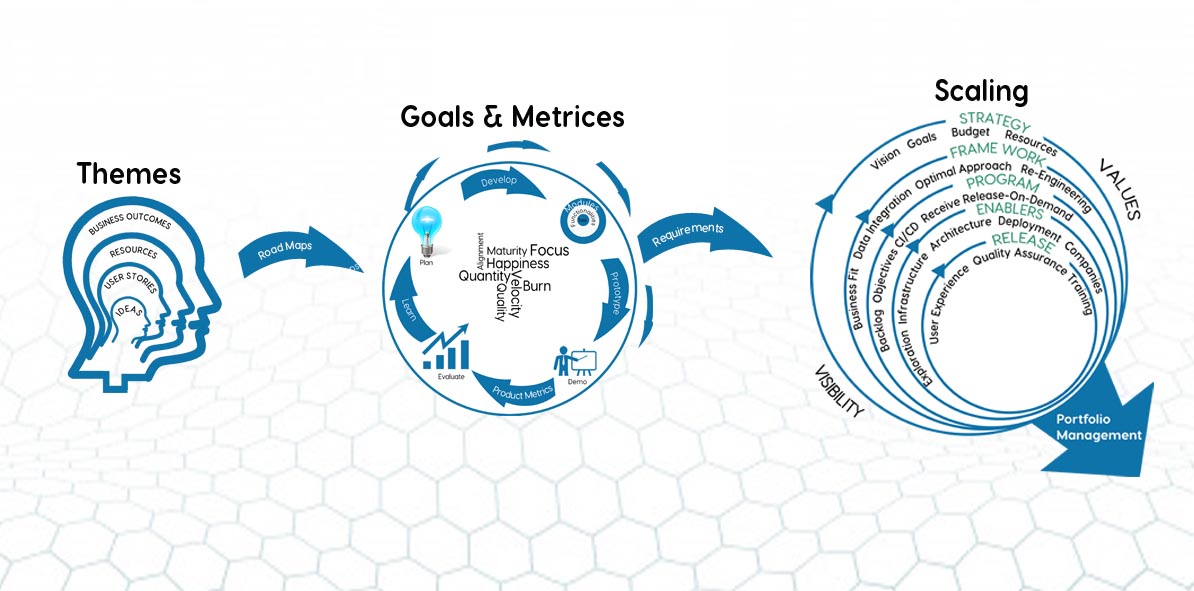 Themes
BUSINESS OUTCOMES
RESOURCES
USER STORIES
IDEAS
Road Maps
Goals & Metrices
Develop
Modules
Functionalities
Prototype
Demo
Product Metrics
Evaluate
Learn
Plan
Alignment
Maturity Focus
Happiness
Quantity
Velocity
Burn
Quality
Requirements
Scaling
STRATEGY
Vision Goals Budget Resources
FRAME WORK
Business Fit Data Integration Optimal Approach Re-Engineering
PROGRAM
Backlog Objectives CI/CD Receive Release-On-Demand
ENABLERS
Exploration Infrastructure Architecture Deployment Companies
RELEASE
User Experience Quality Assurance Training
VALUES
VISIBILITY
Portfolio
Management